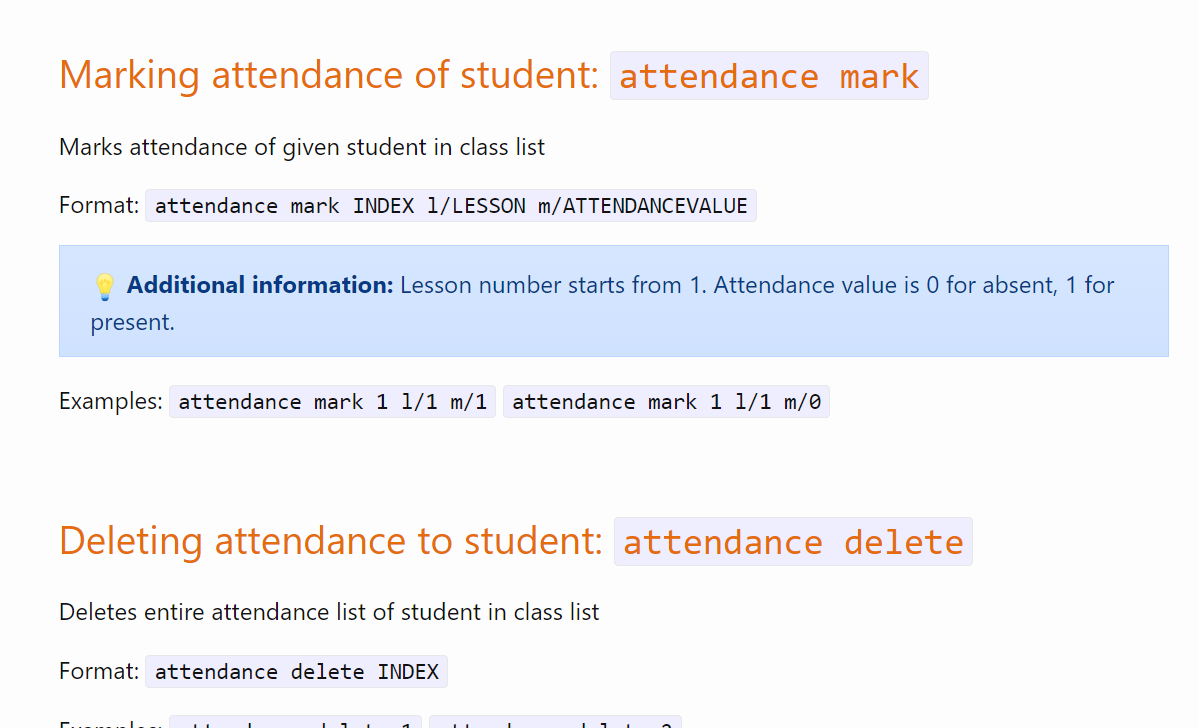 Marking attendance of student: attendance mark
Marks attendance of given student in class list
Format: attendance mark INDEX l/LESSON m/ATTENDANCEVALUE
💡 Additional information: Lesson number starts from 1. Attendance value is 0 for absent, 1 for
present.
Examples: attendance mark 1 l/1 m/1 attendance mark 1 l/1 m/0
Deleting attendance to student: attendance delete
Deletes entire attendance list of student in class list
Format: attendance delete INDEX